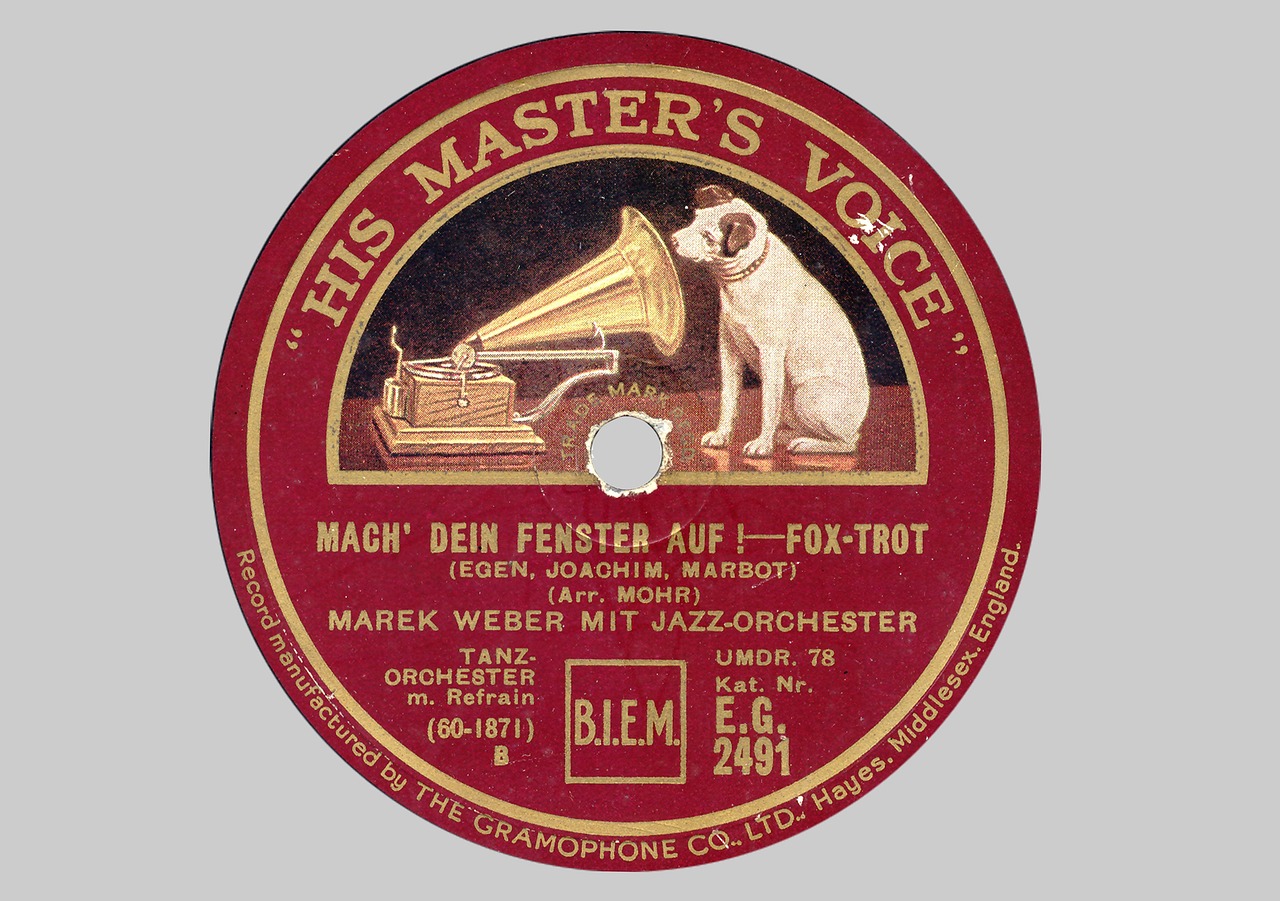 “HIS MASTER'S VOICE”
TRADE MARK
MACH' DEIN FENSTER AUF !—FOX-TROT
(EGEN, JOACHIM, MARBOT)
(Arr. MOHR)
MAREK WEBER MIT JAZZ-ORCHESTER
TANZ-
ORCHESTER
m. Refrain
(60-1871)
B
B.I.E.M.
UMDR. 78
Kat. Nr.
E.G.
2491
Record manufactured by THE GRAMOPHONE CO., LTD., Hayes, Middlesex, England.